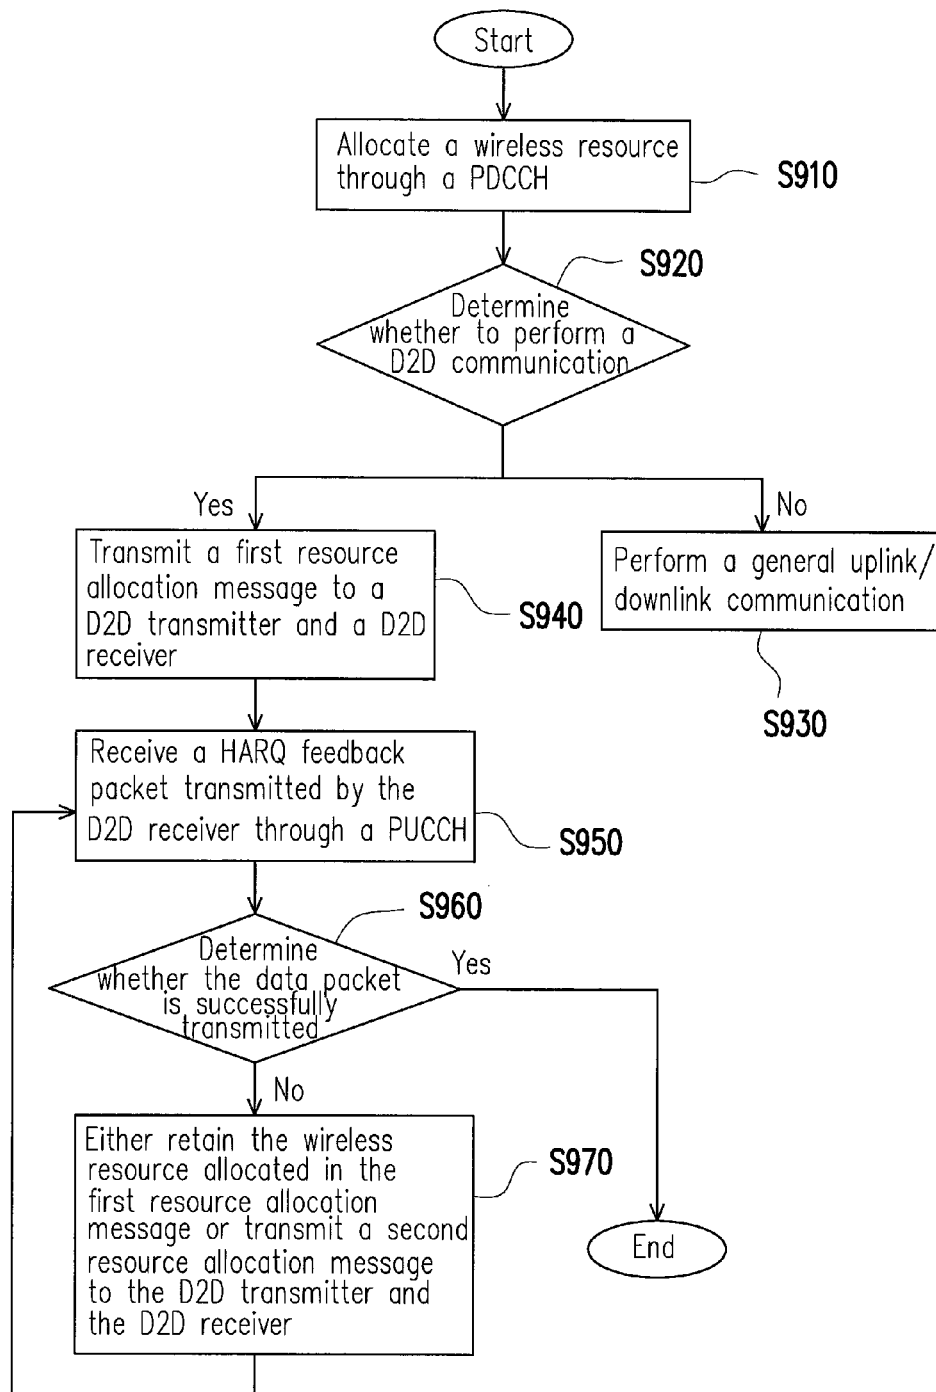 Start
Allocate a wireless resource
through a PDCCH
S910
S920
Determine
whether to perform a
D2D communication
Yes
No
Transmit a first resource
allocation message to a
D2D transmitter and a D2D
receiver
S940
Perform a general uplink/
downlink communication
S930
Receive a HARQ feedback
packet transmitted by the
D2D receiver through a PUCCH
S950
S960
Determine
whether the data packet
is successfully
transmitted
Yes
No
Either retain the wireless
resource allocated in the
first resource allocation
message or transmit a second
resource allocation message
to the D2D transmitter and
the D2D receiver
S970
End